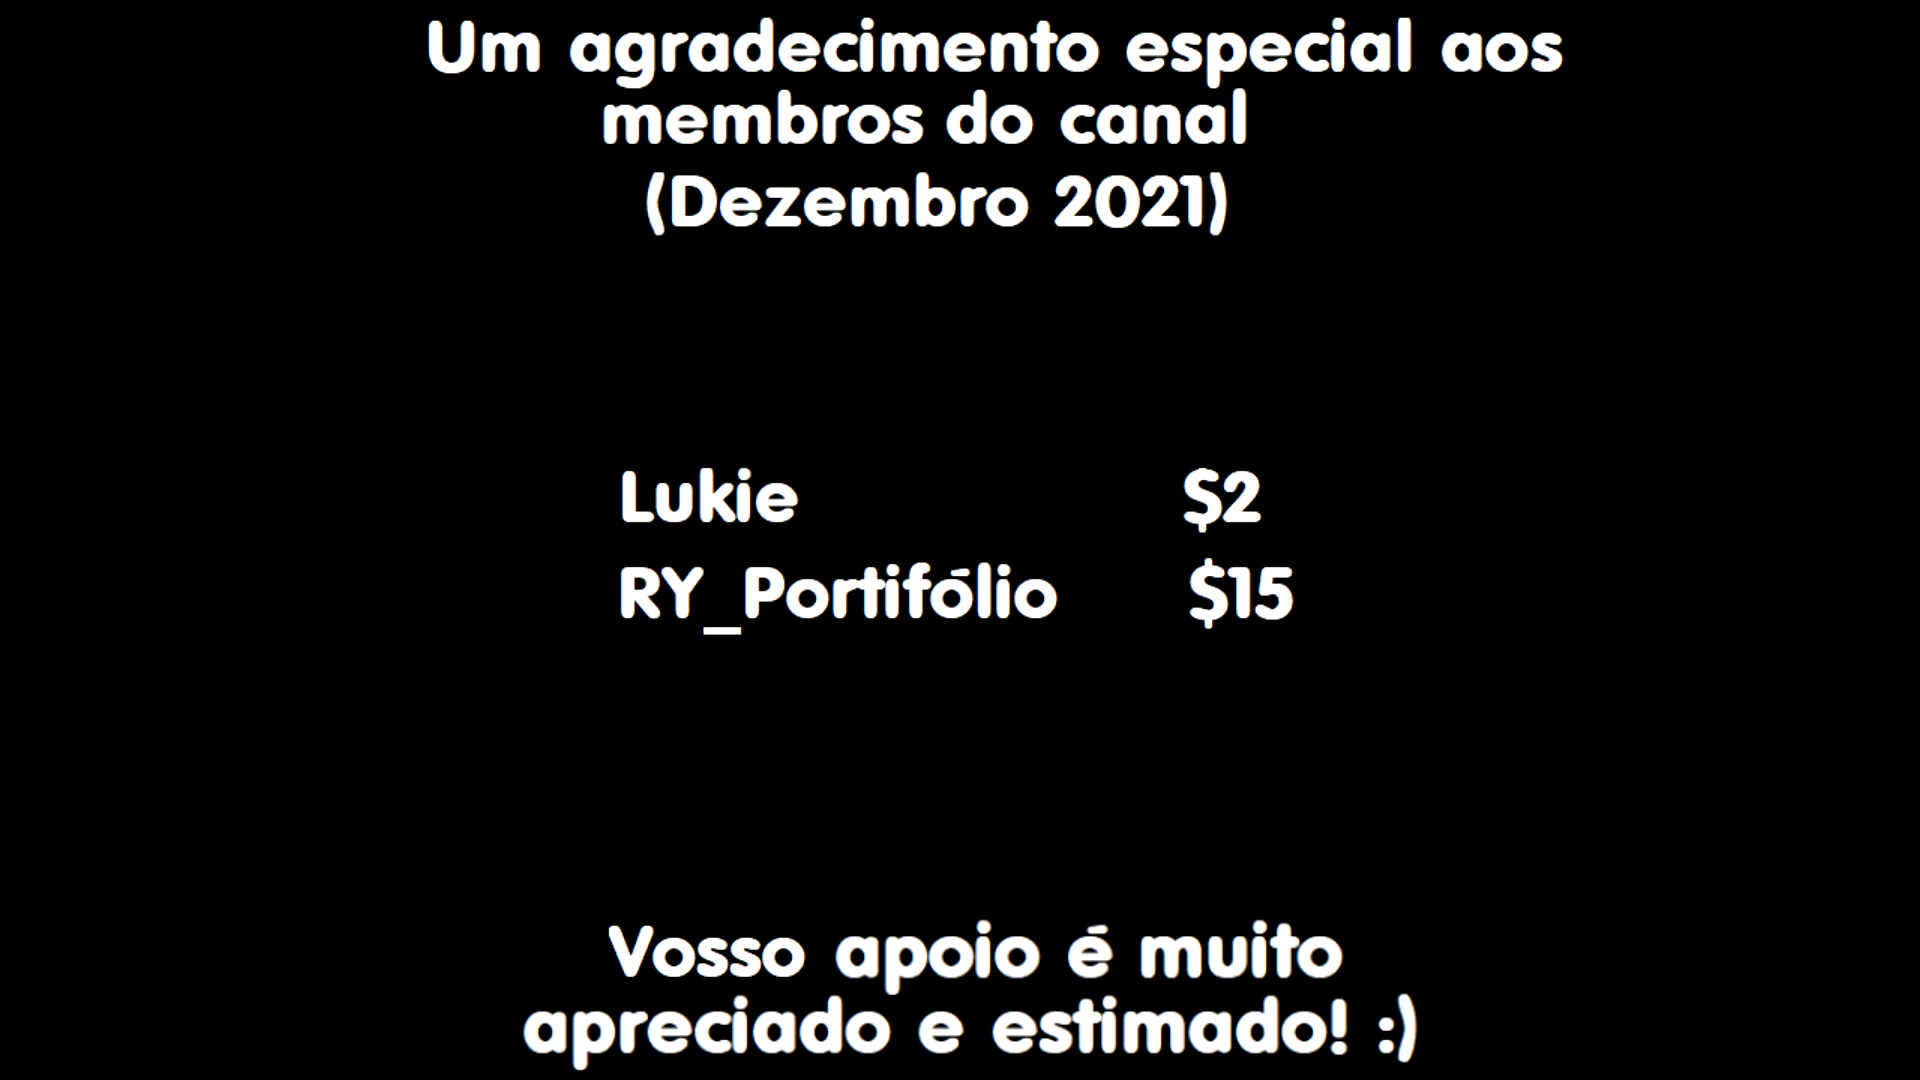 Um agradecimento especial aos
membros do canal
(Dezembro 2021)
Lukie $2
RY_Portifólio $15
Vosso apoio é muito
apreciado e estimado! :)